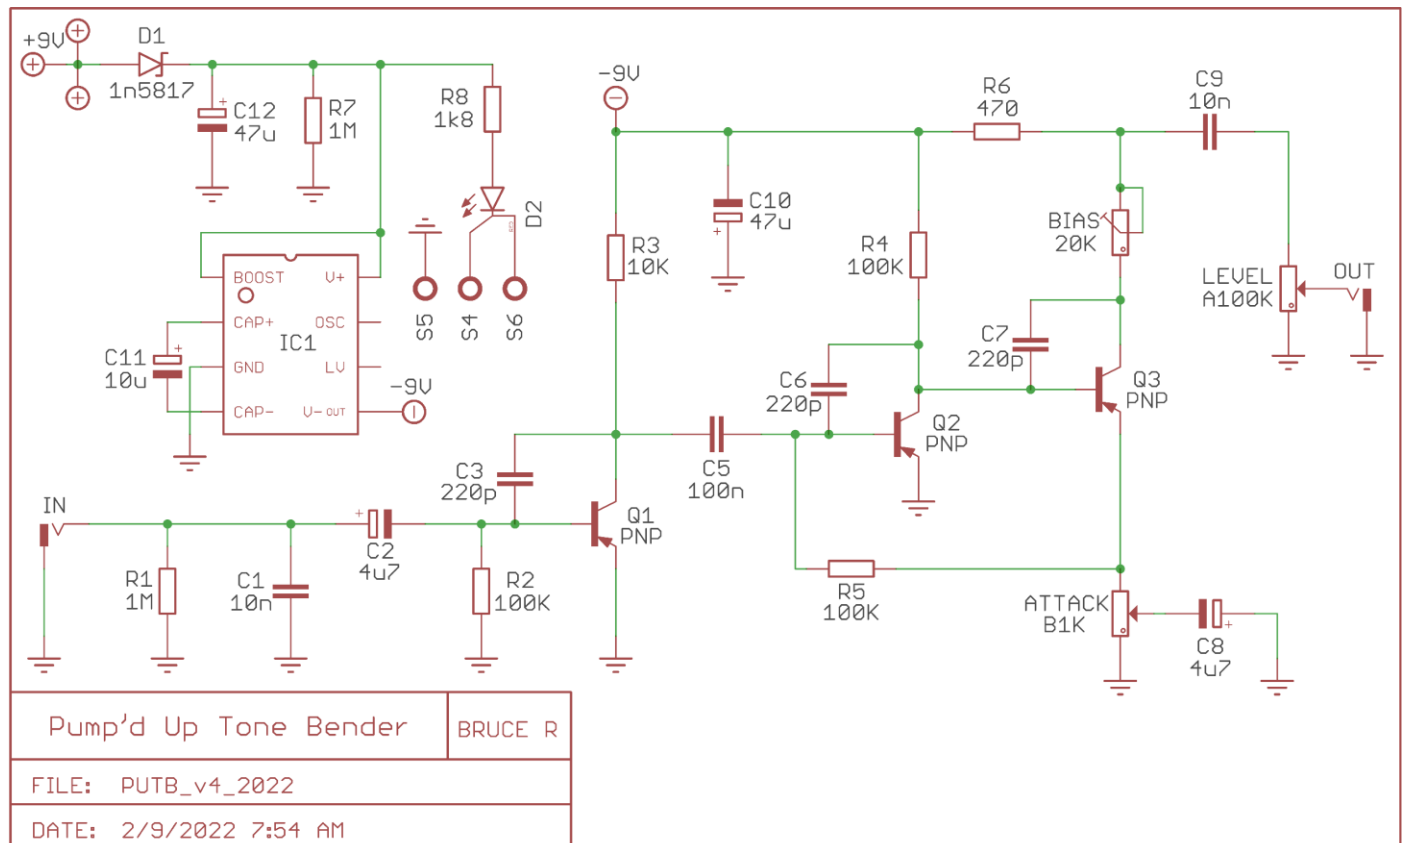 +9V
D1
1n5817
C12
47u
R7
1M
R8
1k8
D2
S5
S4
S6
BOOST
V+
CAP+
OSC
IC1
GND
LV
CAP-
V- OUT
C11
10u
-9V
-9V
R3
10K
C10
47u
R4
100K
R6
470
C9
10n
BIAS
20K
LEVEL
A100K
OUT
C7
220p
C6
220p
Q3
PNP
Q2
PNP
C5
100n
C3
220p
IN
C2
4u7
Q1
PNP
R1
1M
C1
10n
R2
100K
R5
100K
ATTACK
B1K
C8
4u7
Pump'd Up Tone Bender
BRUCE R
FILE: PUTB_v4_2022
DATE: 2/9/2022 7:54 AM